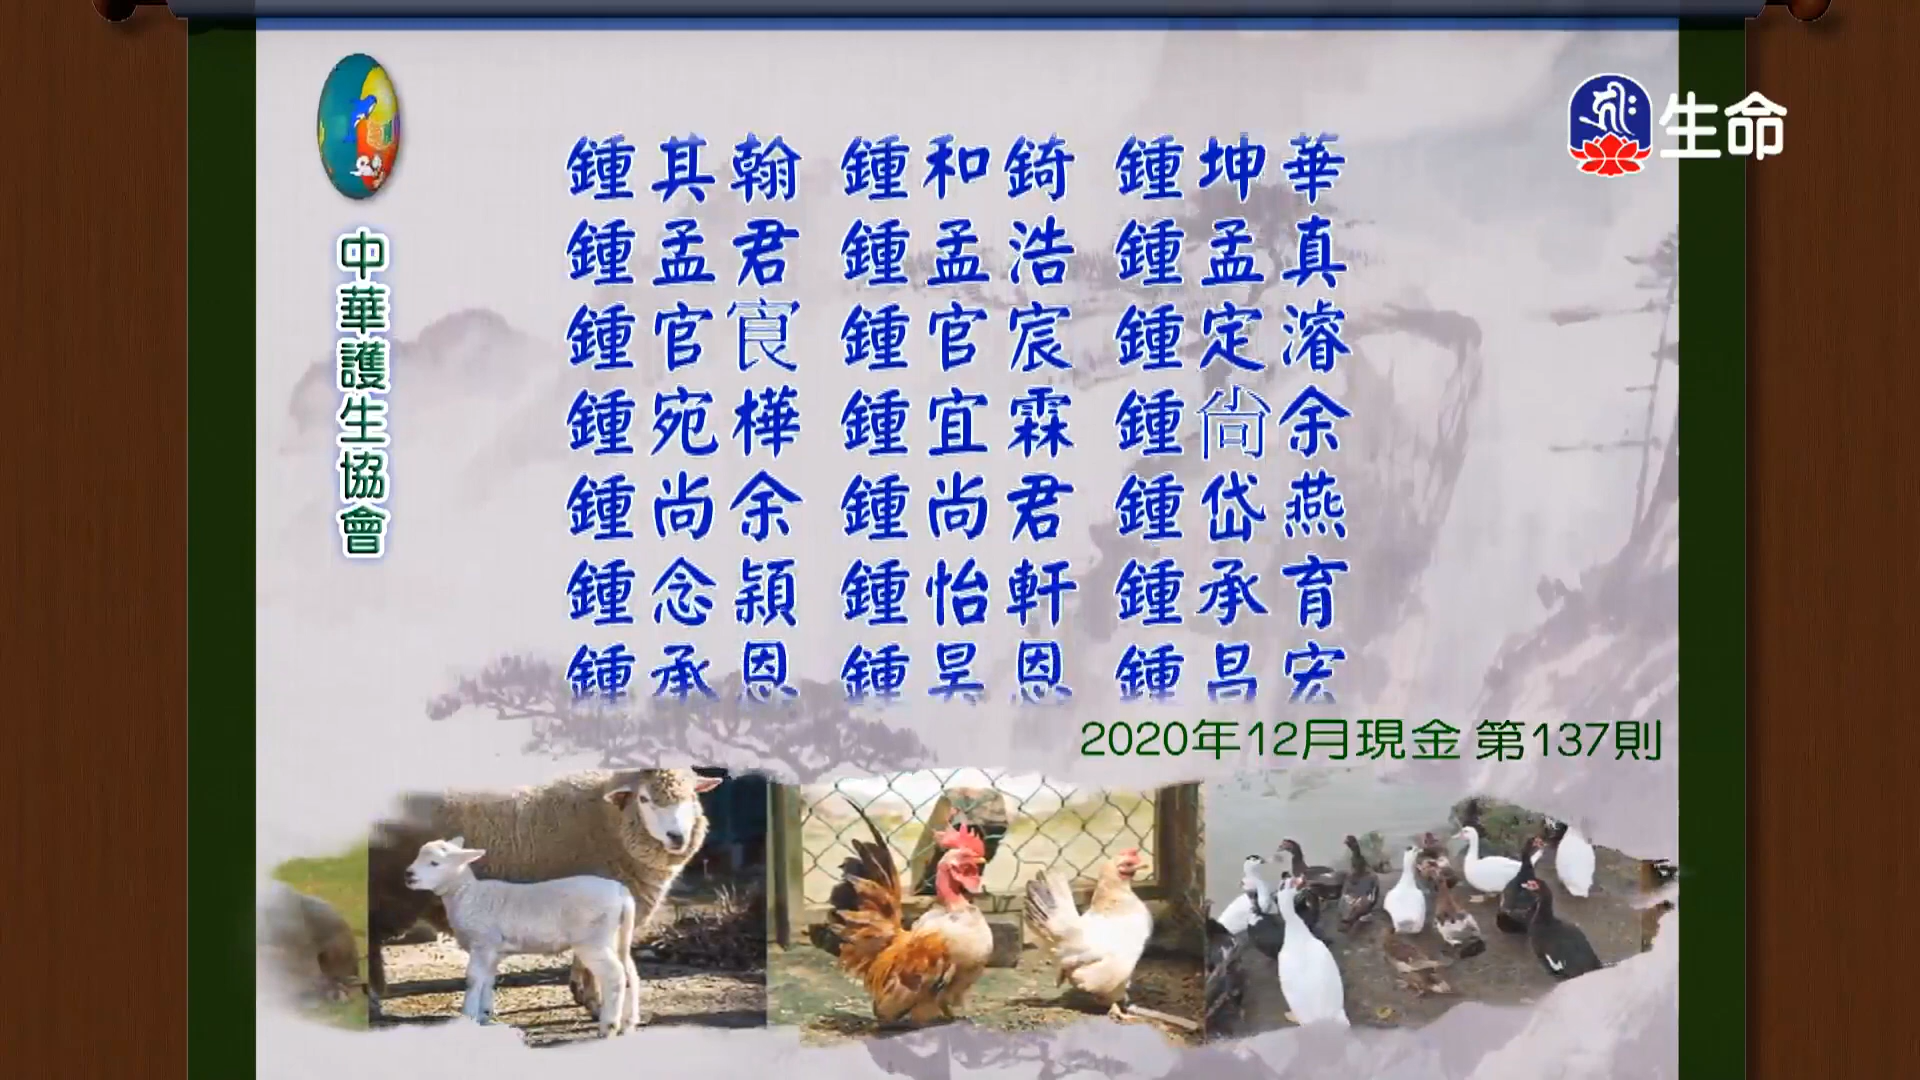 生命
中華護生協會
鍾其翰 鍾和錡 鍾坤華
鍾孟君 鍾孟浩 鍾孟真
鍾官𡩋 鍾官宸 鍾定濬
鍾宛樺 鍾宜霖 鍾尙余
鍾尚余 鍾尚君 鍾岱燕
鍾念潁 鍾怡軒 鍾承育
鍾承恩 鍾昊恩 鍾昌宏
2020年12月現金 第137則